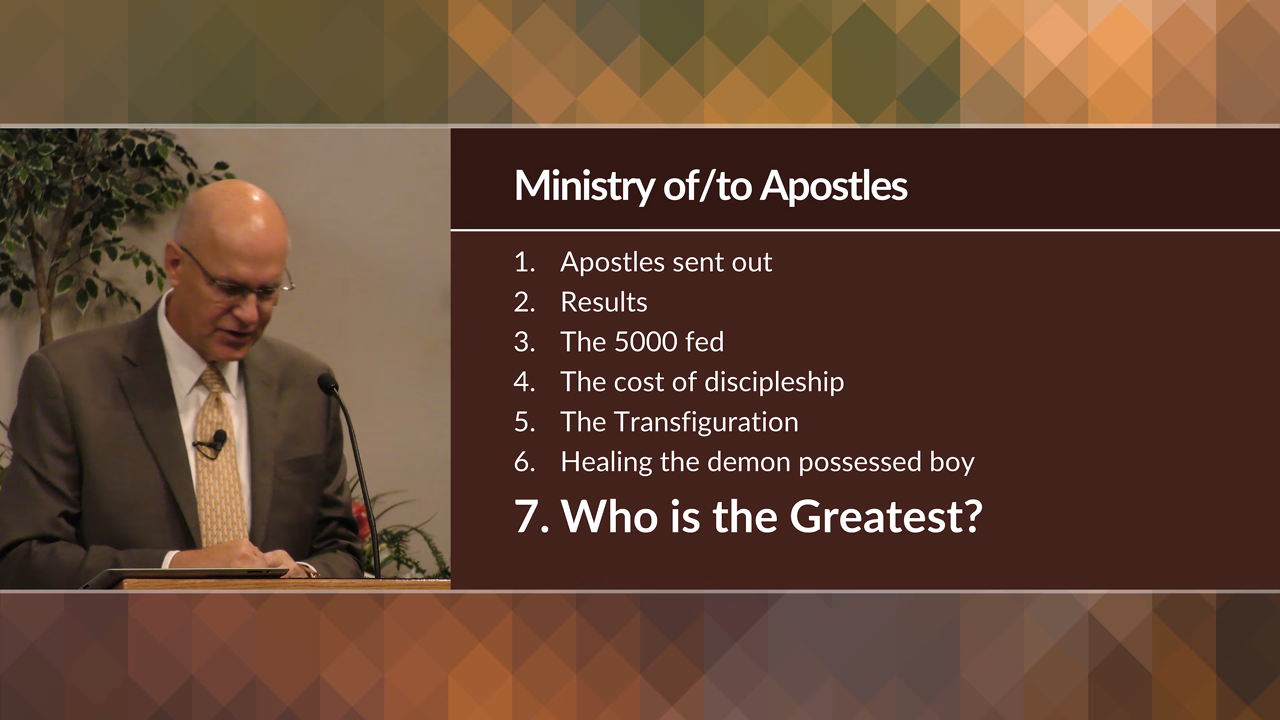 Ministry of/to Apostles
1. Apostles sent out
2. Results
3. The 5000 fed
4. The cost of discipleship
5. The Transfiguration
6. Healing the demon possessed boy
7. Who is the Greatest?